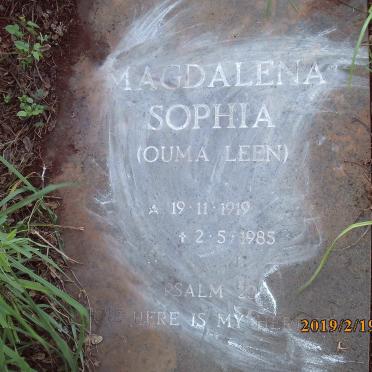 MAGDALENA
SOPHIA
(OUMA LEEN)
19·11·1919
✝ 2·5·1985
PSALM
HERE IS MY
2019/2/19